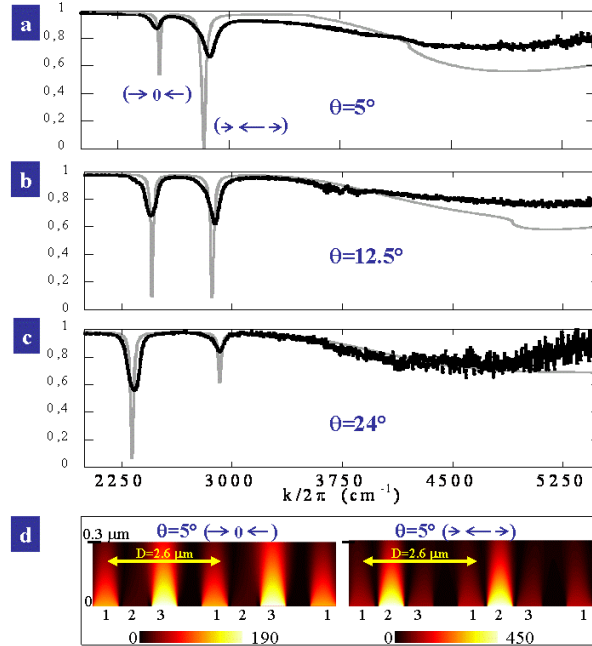 a
1
0,8
0,6
0,4
0,2
0
(→ 0 ←)
(→ ← →)
θ=5°
b
1
0,8
0,6
0,4
0,2
0
θ=12.5°
c
1
0,8
0,6
0,4
0,2
0
θ=24°
2250 3000 3750 4500 5250
k/2π (cm⁻¹)
d
θ=5° (→ 0 ←)
θ=5° (→ ← →)
0.3 μm
D=2.6 μm
D=2.6 μm
0
1 2 3 1 2 3 1
1 2 3 1 2 3 1
0 190
0 450